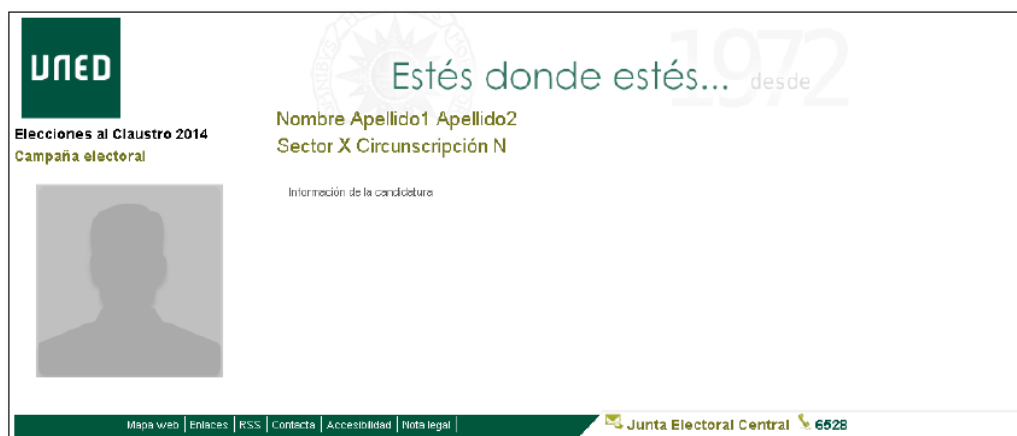 UNED
1972
Estés donde estés... desde
Nombre Apellido1 Apellido2
Elecciones al Claustro 2014
Sector X Circunscripción N
Campaña electoral
Información de la candidatura
Mapa web | Enlaces | RSS | Contacta | Accesiblidad | Nota legal |
Junta Electoral Central 6528